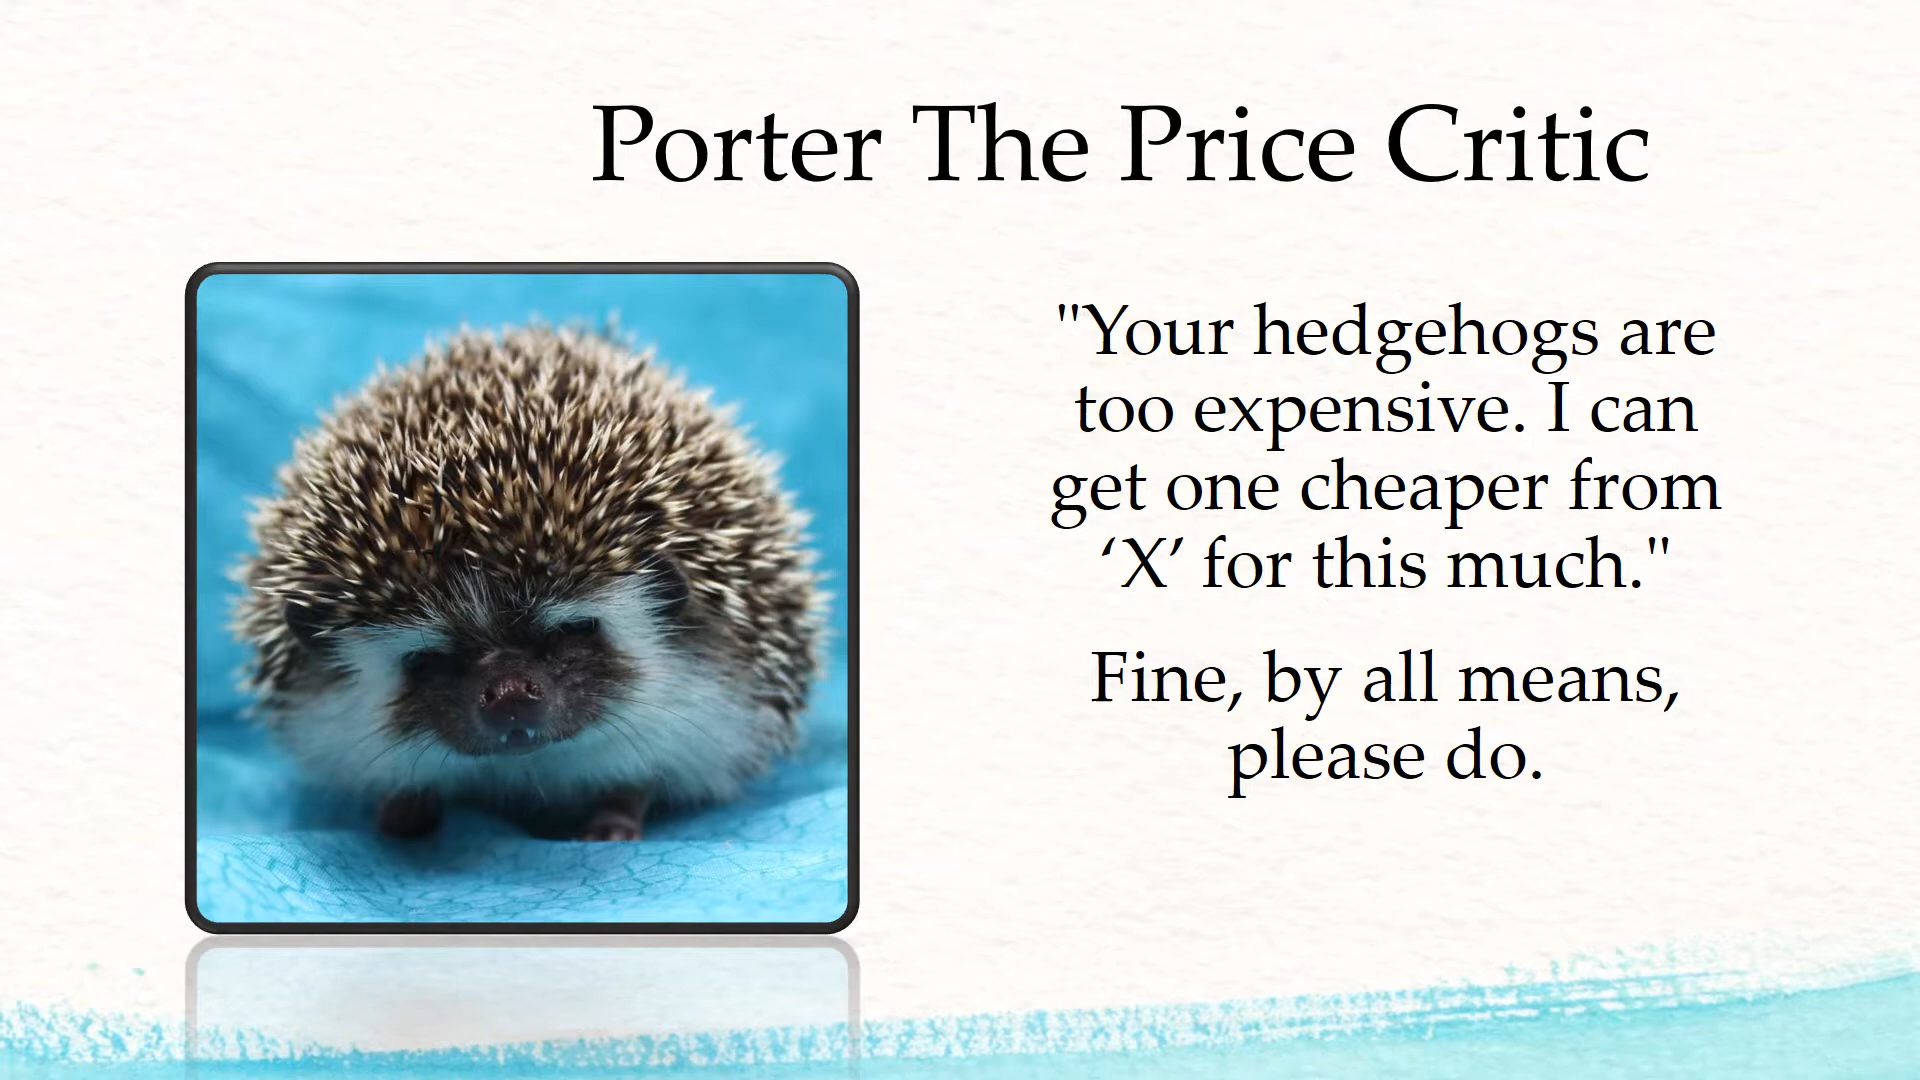 Porter The Price Critic
"Your hedgehogs are
too expensive. I can
get one cheaper from
‘X’ for this much."
Fine, by all means,
please do.